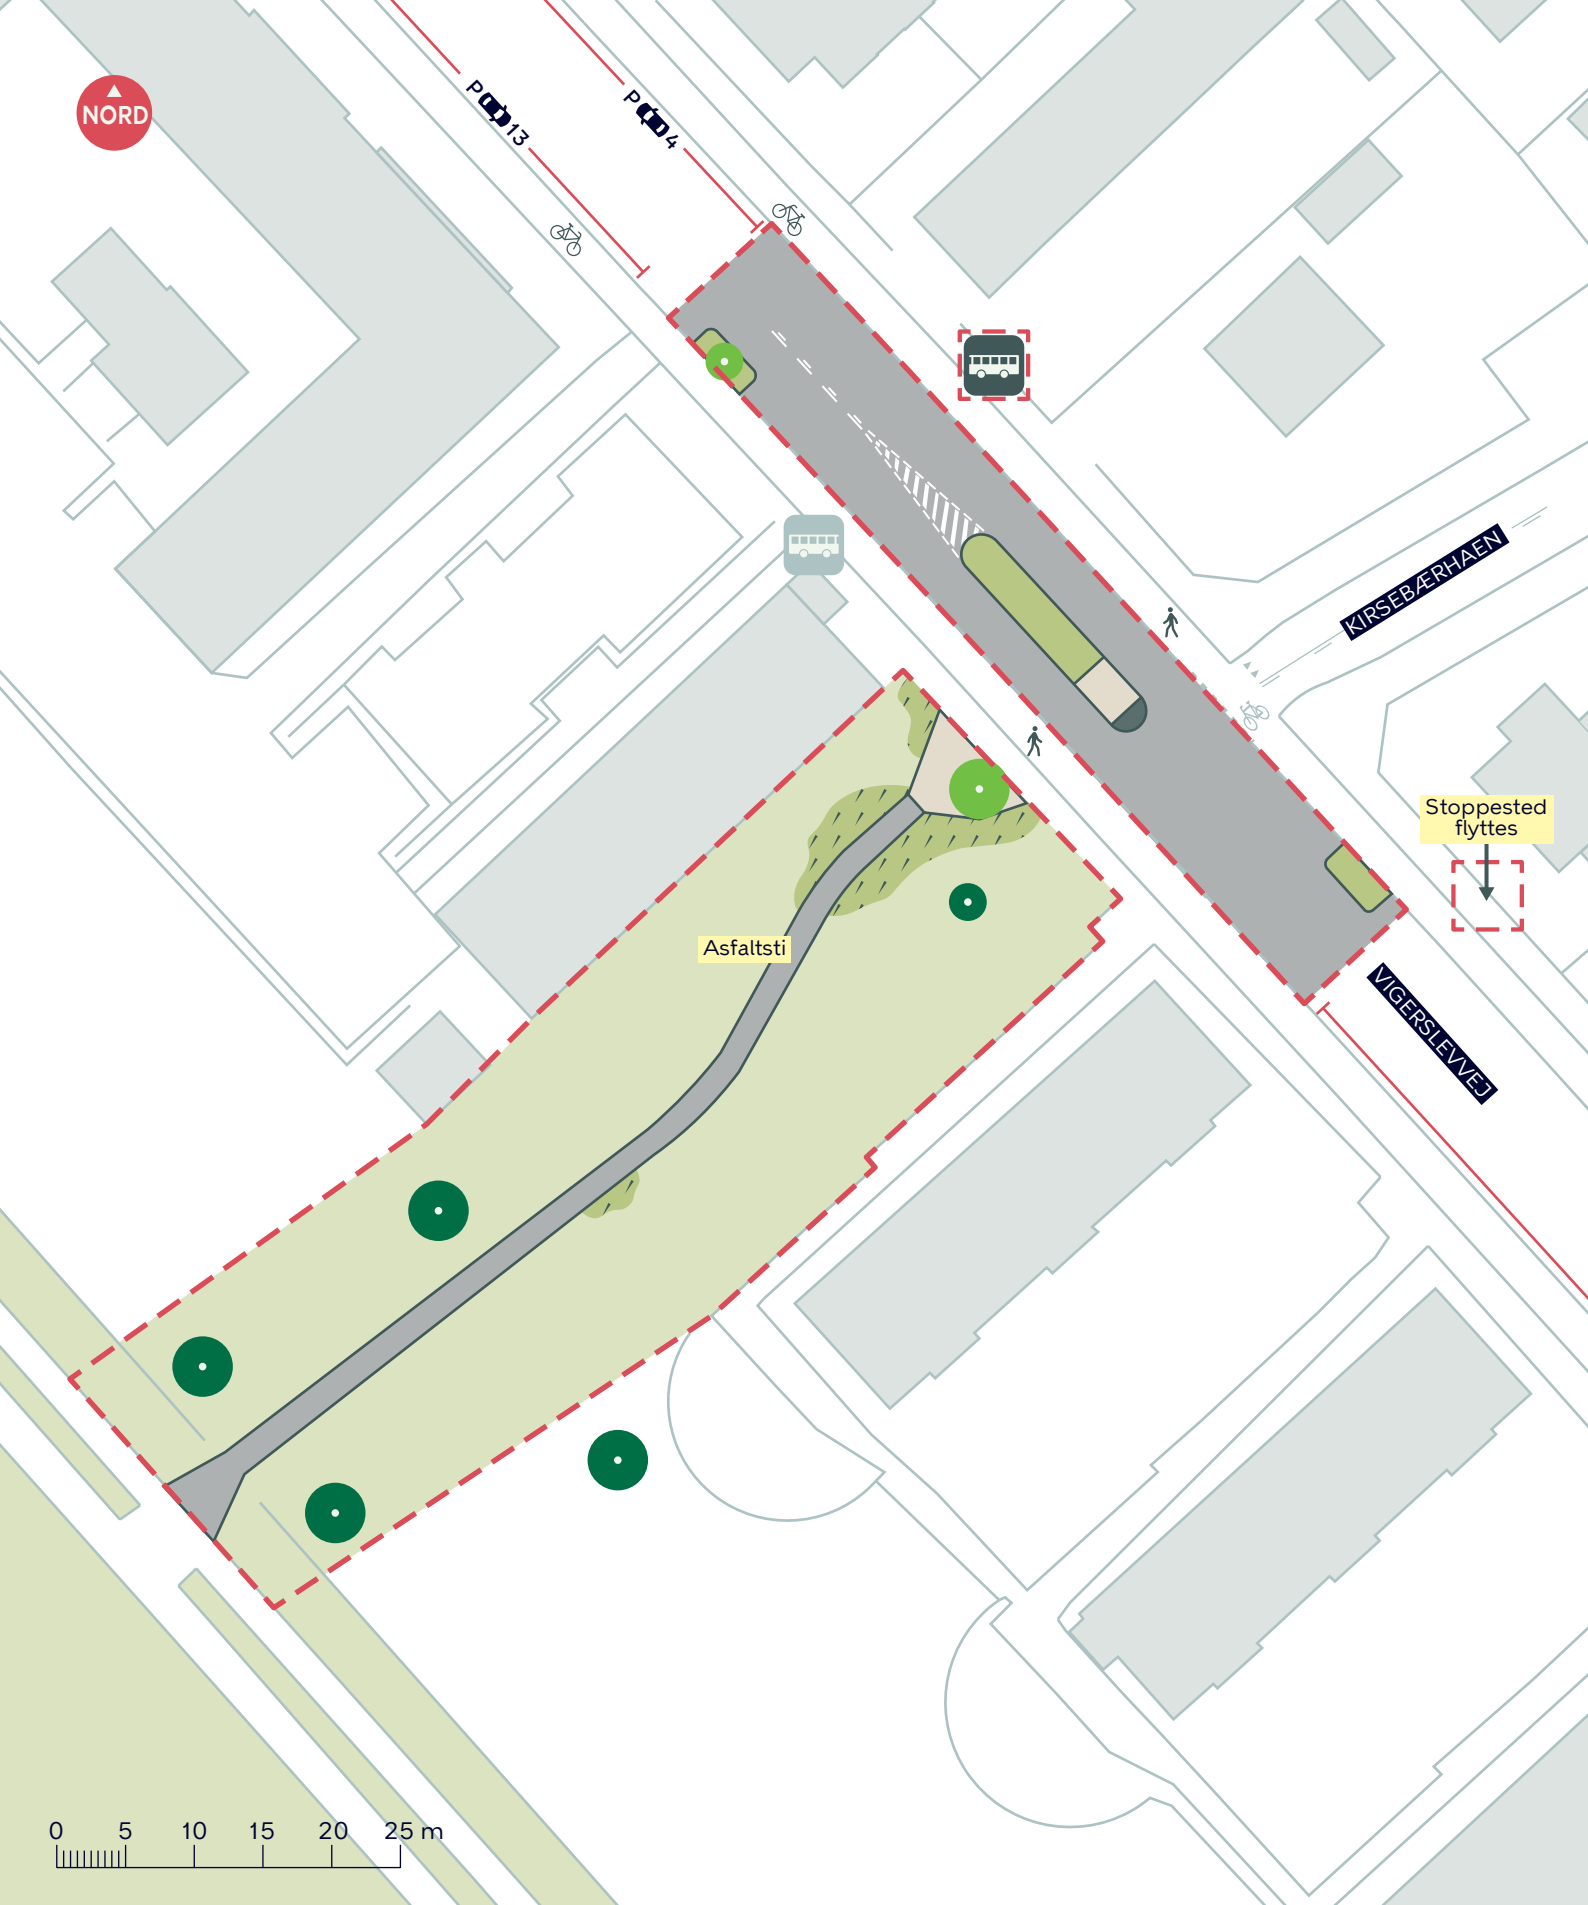 NORD
P 13
P 4
KIRSEBÆRHAEN
Stoppested
flyttes
Asfaltsti
VIGERSLEVVEJ
0 5 10 15 20 25 m